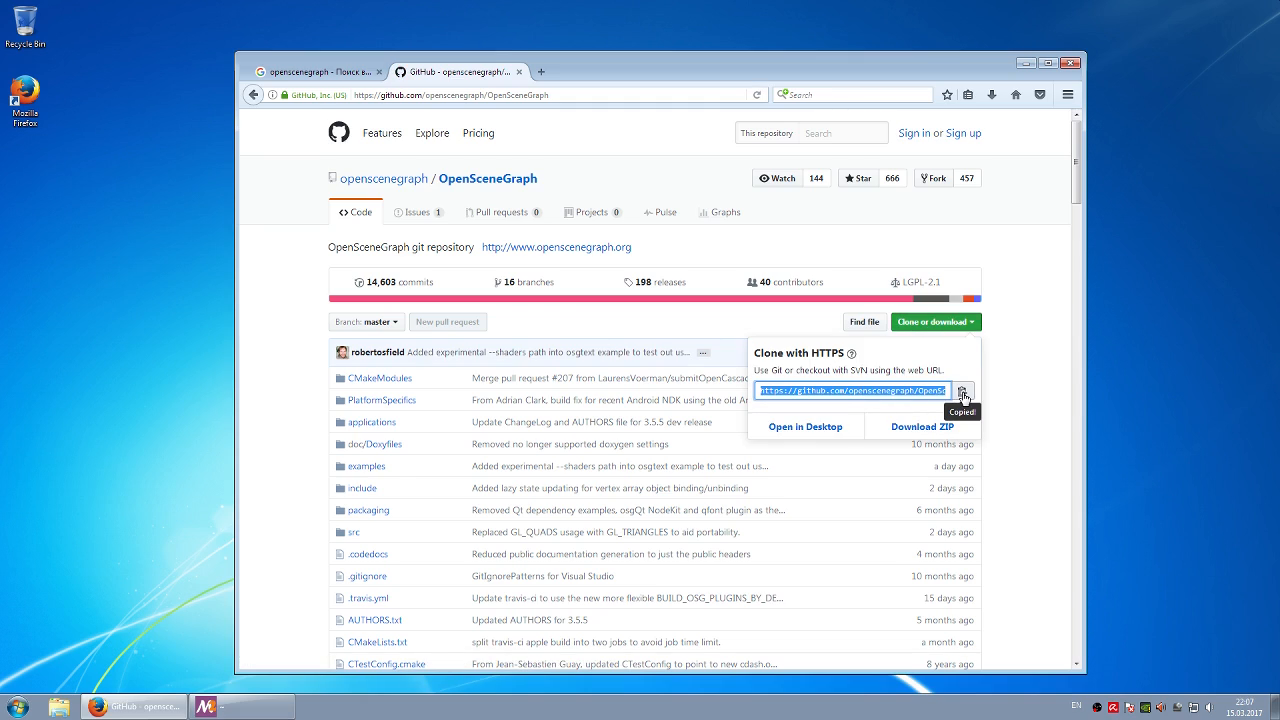 Recycle Bin
Mozilla
Firefox
openscenegraph - Поиск в...
GitHub - openscenegraph/...
GitHub, Inc. (US)
https://github.com/openscenegraph/OpenSceneGraph
Search
Features
Explore
Pricing
This repository
Search
Sign in or Sign up
openscenegraph / OpenSceneGraph
Watch 144
Star 666
Fork 457
Code
Issues 1
Pull requests 0
Projects 0
Pulse
Graphs
OpenSceneGraph git repository http://www.openscenegraph.org
14,603 commits
16 branches
198 releases
40 contributors
LGPL-2.1
Branch: master
New pull request
Find file
Clone or download
Clone with HTTPS
Use Git or checkout with SVN using the web URL.
https://github.com/openscenegraph/OpenSc
Copied!
Open in Desktop
Download ZIP
robertosfield Added experimental --shaders path into osgtext example to test out us... ...
CMakeModules Merge pull request #207 from LaurensVoerman/submitOpenCasca
PlatformSpecifics From Adrian Clark, build fix for recent Android NDK using the old And
applications Update ChangeLog and AUTHORS file for 3.5.5 dev release
doc/Doxyfiles Removed no longer supported doxygen settings 10 months ago
examples Added experimental --shaders path into osgtext example to test out us... a day ago
include Added lazy state updating for vertex array object binding/unbinding 2 days ago
packaging Removed Qt dependency examples, osgQt NodeKit and qfont plugin as the... 6 months ago
src Replaced GL_QUADS usage with GL_TRIANGLES to aid portability. 2 days ago
.codedocs Reduced public documentation generation to just the public headers 4 months ago
.gitignore GitIgnorePatterns for Visual Studio 10 months ago
.travis.yml Update travis-ci to use the new more flexible BUILD_OSG_PLUGINS_BY_DE... 15 days ago
AUTHORS.txt Updated AUTHORS for 3.5.5 5 months ago
CMakeLists.txt split travis-ci apple build into two jobs to avoid job time limit. a month ago
CTestConfig.cmake From Jean-Sebastien Guay, updated CTestConfig to point to new cdash.o... 8 years ago
GitHub - opensce...
EN
22:07
15.03.2017